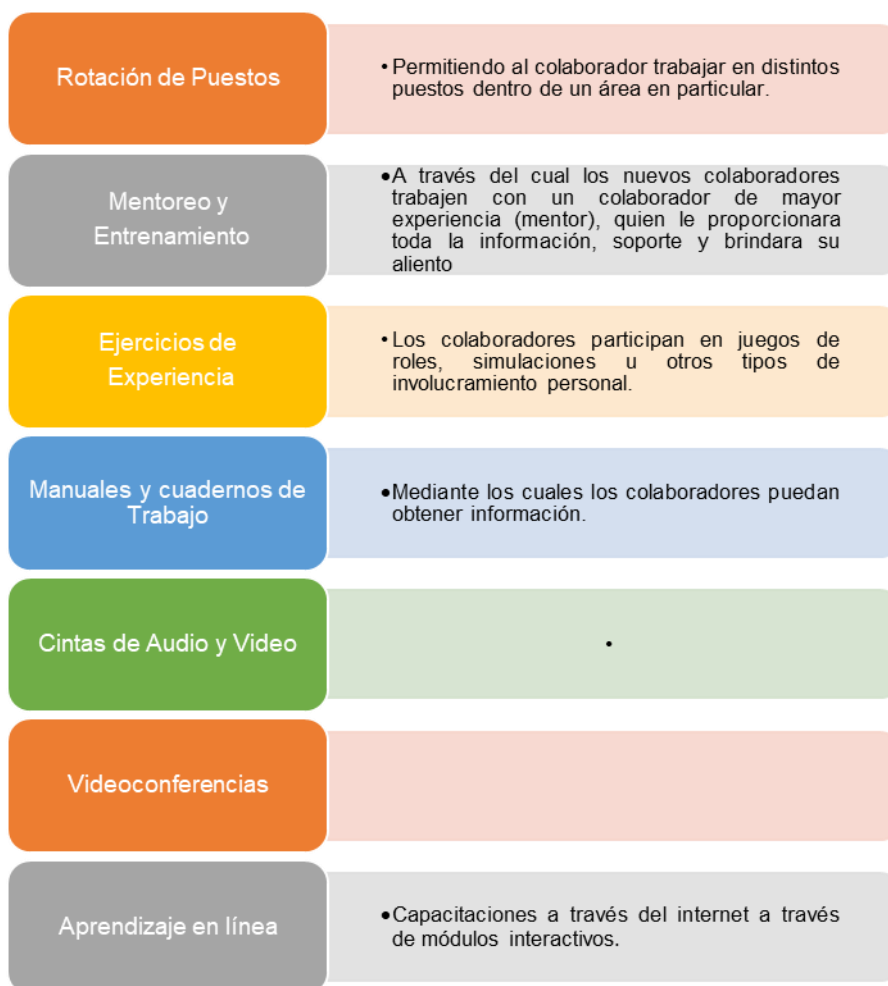 Rotación de Puestos
• Permitiendo al colaborador trabajar en distintos
puestos dentro de un área en particular.
Mentoreo y
Entrenamiento
•A través del cual los nuevos colaboradores
trabajen con un colaborador de mayor
experiencia (mentor), quien le proporcionara
toda la información, soporte y brindara su
aliento
Ejercicios de
Experiencia
• Los colaboradores participan en juegos de
roles, simulaciones u otros tipos de
involucramiento personal.
Manuales y cuadernos de
Trabajo
•Mediante los cuales los colaboradores puedan
obtener información.
Cintas de Audio y Video
•
Videoconferencias
Aprendizaje en línea
•Capacitaciones a través del internet a través
de módulos interactivos.